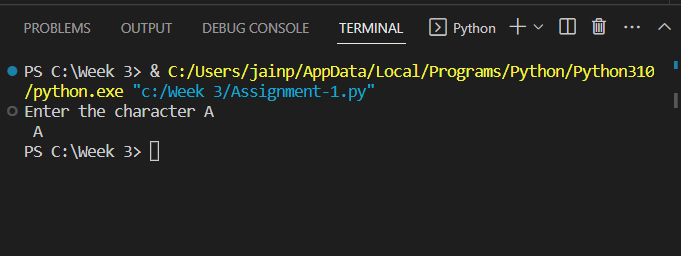 PROBLEMS OUTPUT DEBUG CONSOLE TERMINAL Python
PS C:\Week 3> & C:/Users/jainp/AppData/Local/Programs/Python/Python310
/python.exe "c:/Week 3/Assignment-1.py"
Enter the character A
A
PS C:\Week 3>